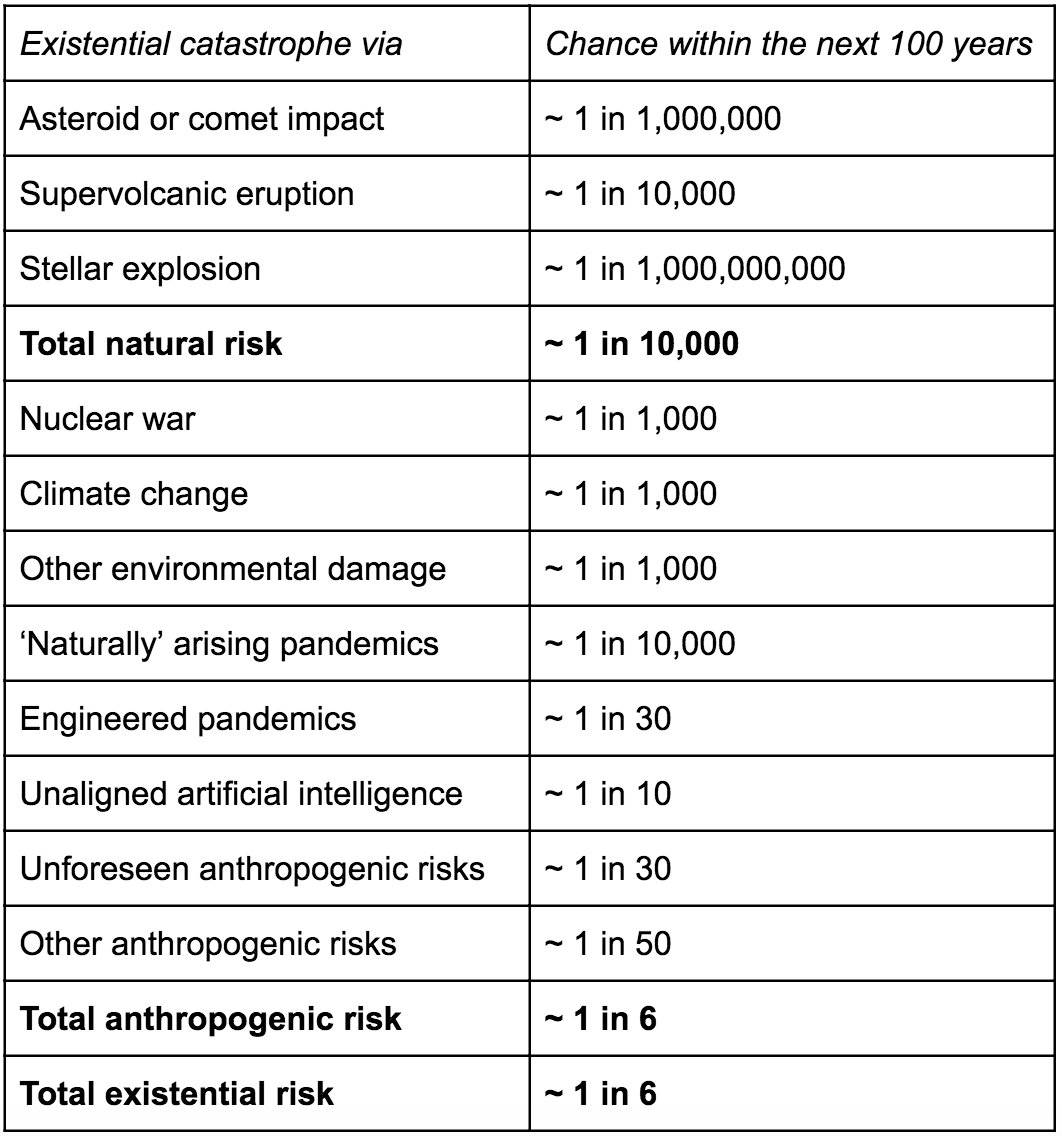 Existential catastrophe via Chance within the next 100 years
Asteroid or comet impact ~ 1 in 1,000,000
Supervolcanic eruption ~ 1 in 10,000
Stellar explosion ~ 1 in 1,000,000,000
Total natural risk ~ 1 in 10,000
Nuclear war ~ 1 in 1,000
Climate change ~ 1 in 1,000
Other environmental damage ~ 1 in 1,000
‘Naturally’ arising pandemics ~ 1 in 10,000
Engineered pandemics ~ 1 in 30
Unaligned artificial intelligence ~ 1 in 10
Unforeseen anthropogenic risks ~ 1 in 30
Other anthropogenic risks ~ 1 in 50
Total anthropogenic risk ~ 1 in 6
Total existential risk ~ 1 in 6